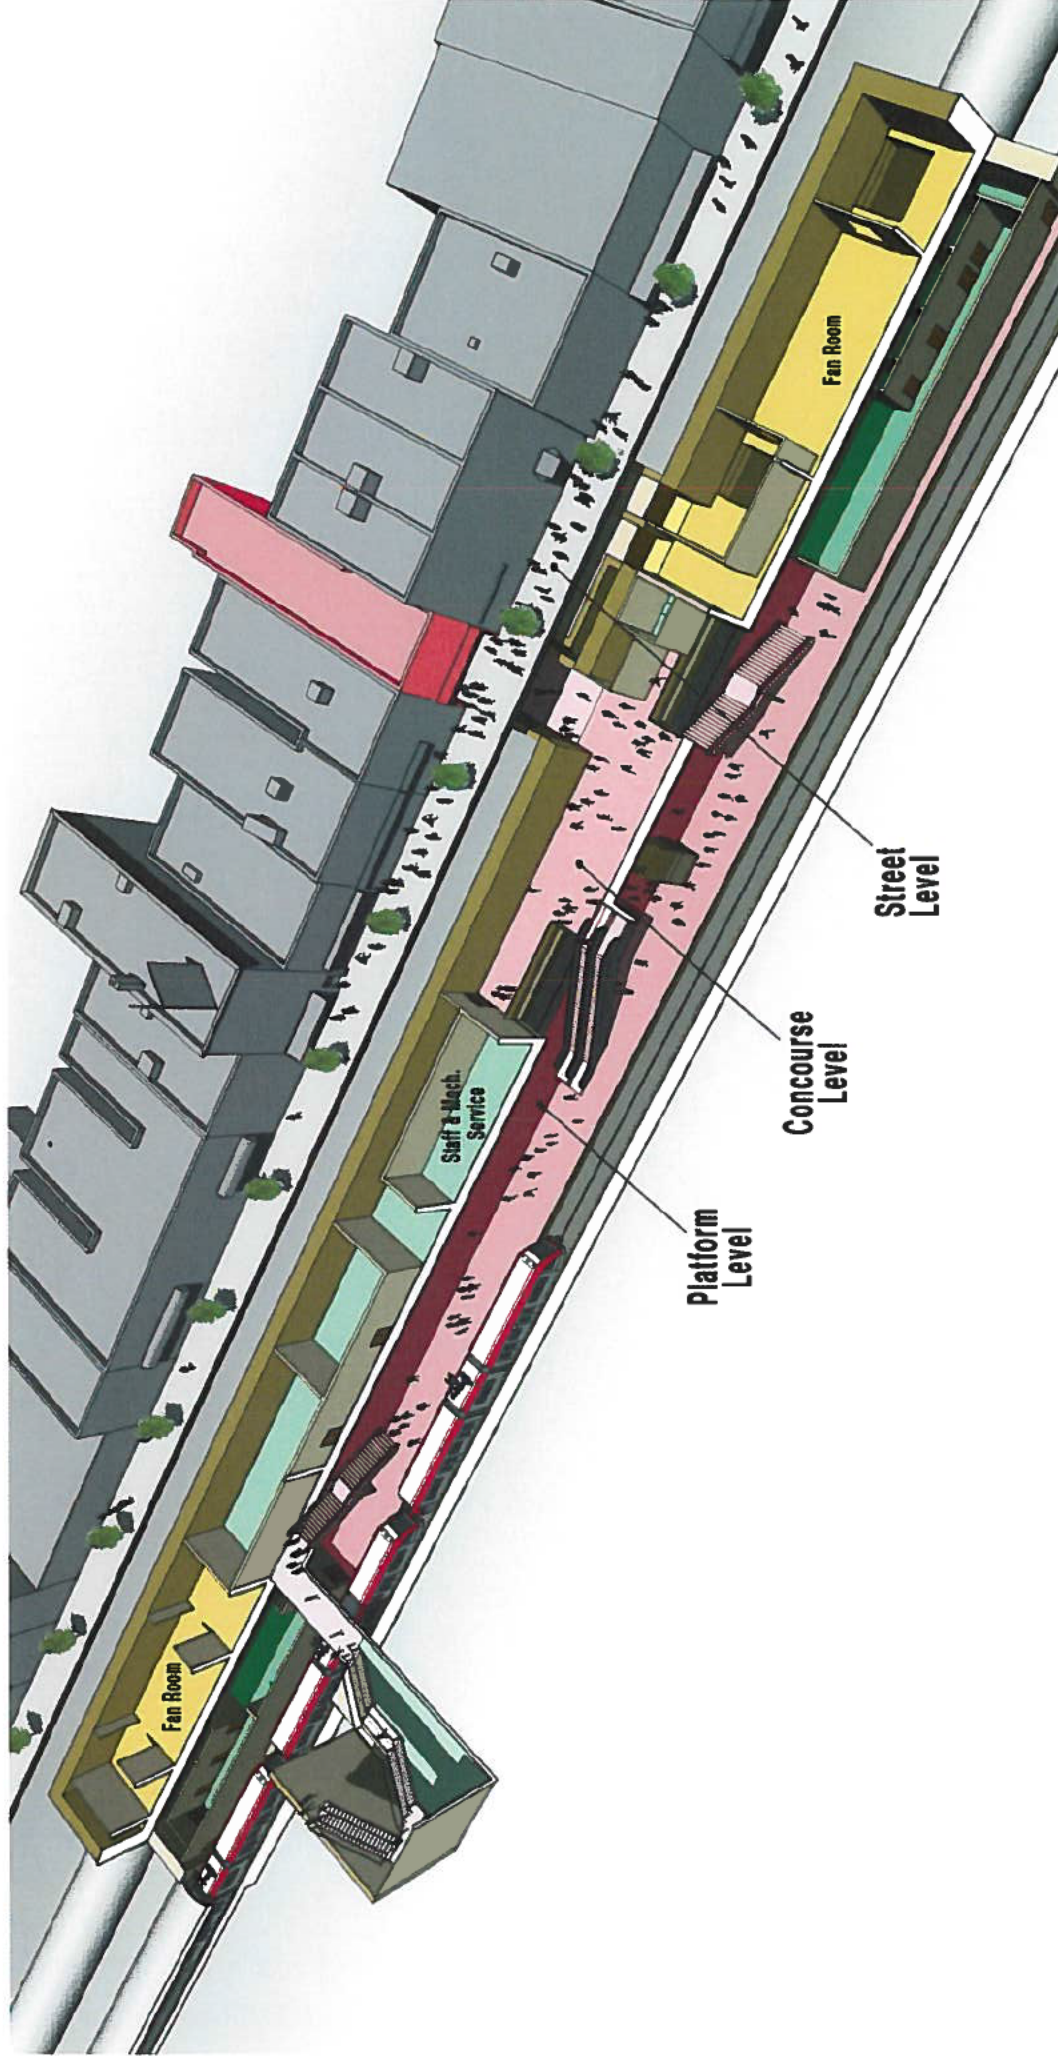 Fan Room
Staff & Mech.
Service
Fan Room
Platform
Level
Concourse
Level
Street
Level